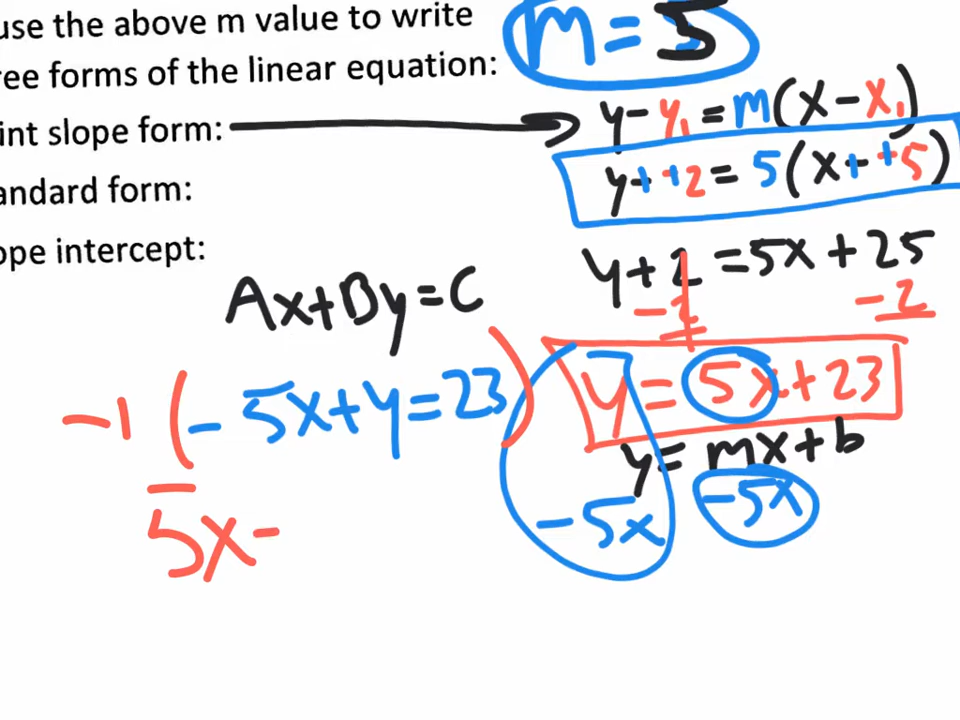 use the above m value to write
ree forms of the linear equation:
int slope form:
andard form:
ope intercept:
m = 5
y - y₁ = m(x - x₁)
y + +2 = 5(x + +5)
y + 2 = 5x + 25
-2 -2
Ax + By = C
y = 5x + 23
-1 (-5x + y = 23)
y = mx + b
-5x -5x
5x -